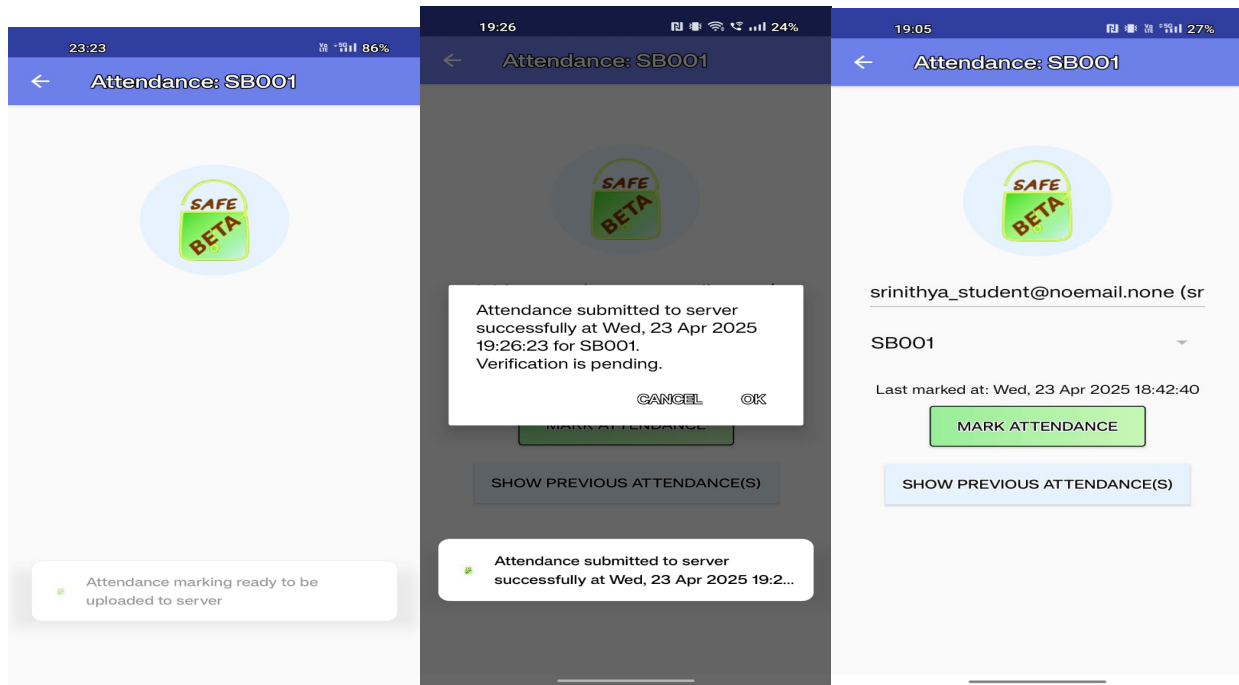 23:23
86%
Attendance: SB001
SAFE
BETA
Attendance marking ready to be
uploaded to server
19:26
24%
Attendance: SB001
SAFE
BETA
Attendance submitted to server
successfully at Wed, 23 Apr 2025
19:26:23 for SB001.
Verification is pending.
CANCEL OK
MARK ATTENDANCE
SHOW PREVIOUS ATTENDANCE(S)
Attendance submitted to server
successfully at Wed, 23 Apr 2025 19:2...
19:05
27%
Attendance: SB001
SAFE
BETA
srinithya_student@noemail.none (sr
SB001
Last marked at: Wed, 23 Apr 2025 18:42:40
MARK ATTENDANCE
SHOW PREVIOUS ATTENDANCE(S)